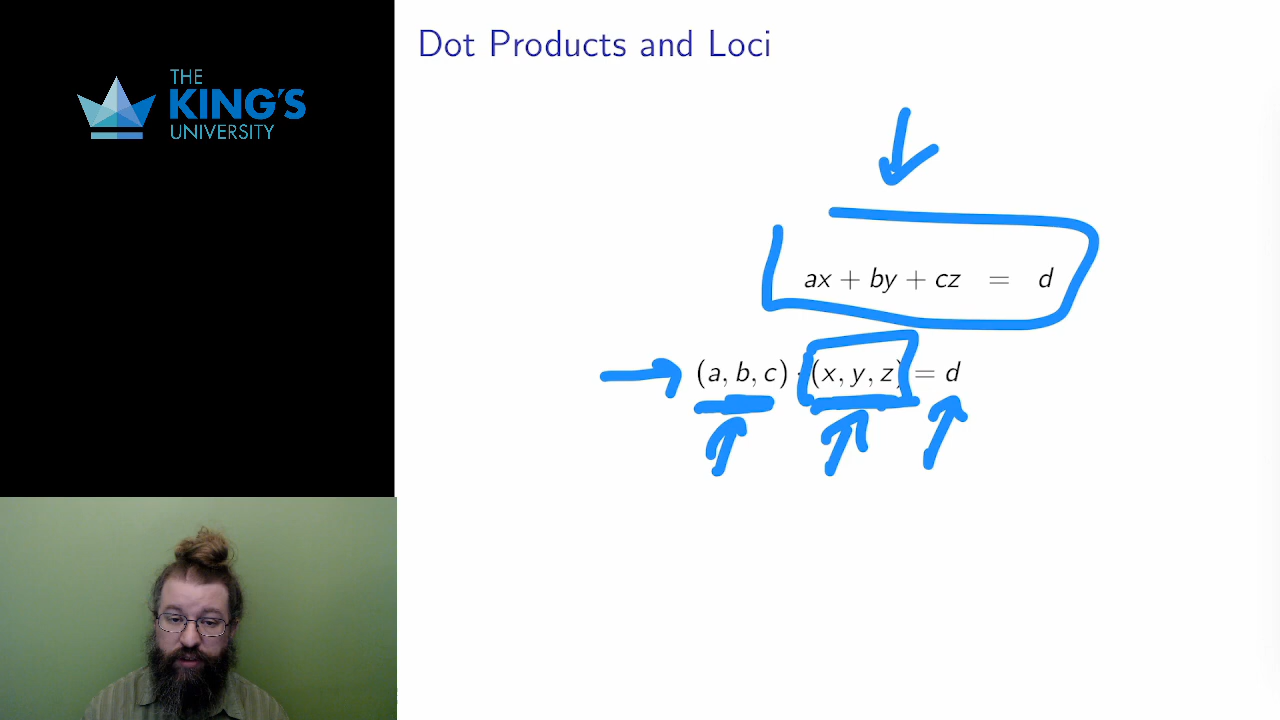 THE
KING'S
UNIVERSITY
Dot Products and Loci
ax + by + cz = d
(a, b, c) · (x, y, z) = d